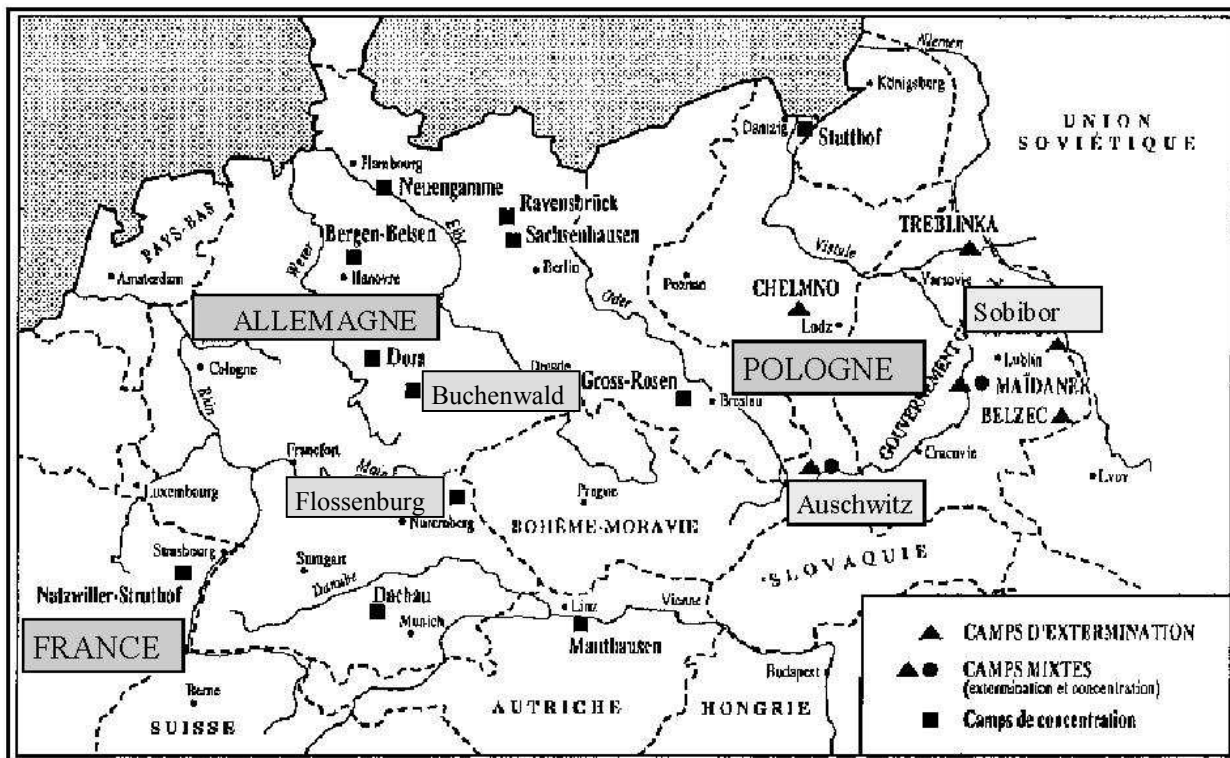 Niemen
Königsberg
UNION
SOVIÉTIQUE
Dantzig
Stutthof
Hambourg
Neuengamme
PAYS-BAS
Ravensbrück
Sachsenhausen
Elbe
Bergen-Belsen
Weser
Hanovre
Berlin
Amsterdam
TREBLINKA
Vistule
Varsovie
Poznan
CHELMNO
Oder
Lodz
Sobibor
ALLEMAGNE
POLOGNE
Lublin
Cologne
Dora
Dresde
Buchenwald
Gross-Rosen
Breslau
MAÏDANEK
BELZEC
GOUVERNEMENT
Rhin
Francfort
Main
Cracovie
Lvov
Luxembourg
Flossenburg
Prague
Auschwitz
Nuremberg
BOHÊME-MORAVIE
Strasbourg
Stuttgart
SLOVAQUIE
Danube
Natzwiller-Struthof
Dachau
Linz
Vienne
Munich
Mauthausen
FRANCE
Budapest
Berne
SUISSE
AUTRICHE
HONGRIE
CAMPS D'EXTERMINATION
CAMPS MIXTES
(extermination et concentration)
Camps de concentration